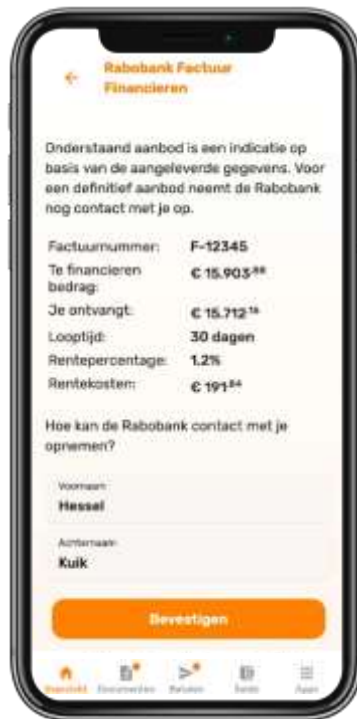 Rabobank Factuur
Financieren
Onderstaand aanbod is een indicatie op
basis van de aangeleverde gegevens. Voor
een definitief aanbod neemt de Rabobank
nog contact met je op.
Factuurnummer: F-12345
Te financieren
bedrag: € 15.903,88
Je ontvangt: € 15.712,16
Looptijd: 30 dagen
Rentepercentage: 1.2%
Rentekosten: € 191,84
Hoe kan de Rabobank contact met je
opnemen?
Voornaam
Hessel
Achternaam
Kuik
Bevestigen
Overzicht Documenten Betalen Apps